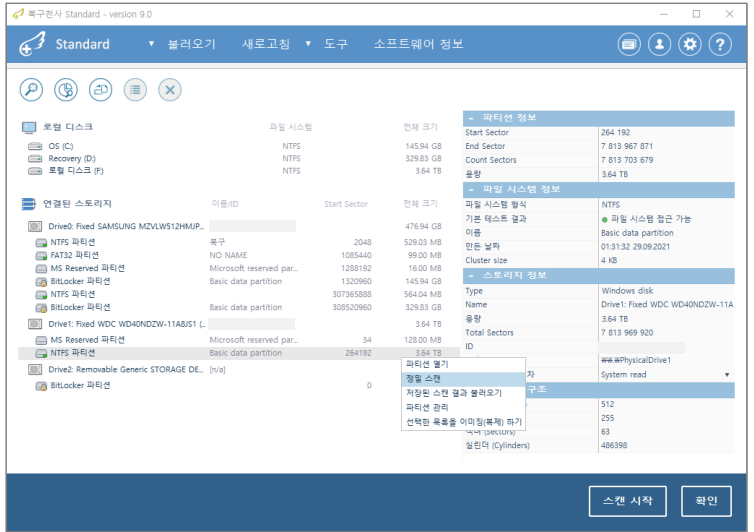 복구천사 Standard - version 9.0
Standard ▼ 불러오기 새로고침 ▼ 도구 소프트웨어 정보
로컬 디스크 파일 시스템 전체 크기
OS (C:) NTFS 145.94 GB
Recovery (D:) NTFS 329.83 GB
로컬 디스크 (F:) NTFS 3.64 TB
연결된 스토리지 이름/ID Start Sector 전체 크기
Drive0: Fixed SAMSUNG MZVLW512HMJP... 476.94 GB
NTFS 파티션 복구 2048 529.03 MB
FAT32 파티션 NO NAME 1085440 99.00 MB
MS Reserved 파티션 Microsoft reserved par... 1288192 16.00 MB
BitLocker 파티션 Basic data partition 1320960 145.94 GB
NTFS 파티션 307365888 564.04 MB
BitLocker 파티션 Basic data partition 308520960 329.83 GB
Drive1: Fixed WDC WD40NDZW-11A8JS1 (... 3.64 TB
MS Reserved 파티션 Microsoft reserved par... 34 128.00 MB
NTFS 파티션 Basic data partition 264192 3.64 TB
Drive2: Removable Generic STORAGE DE... [n/a]
BitLocker 파티션 0
파티션 열기
정밀 스캔
저장된 스캔 결과 불러오기
파티션 관리
선택한 목록을 이미징(복제) 하기
- 파티션 정보
Start Sector 264 192
End Sector 7 813 967 871
Count Sectors 7 813 703 679
용량 3.64 TB
- 파일 시스템 정보
파일 시스템 형식 NTFS
기본 테스트 결과 ● 파일 시스템 접근 가능
이름 Basic data partition
만든 날짜 01:31:32 29.09.2021
Cluster size 4 KB
- 스토리지 정보
Type Windows disk
Name Drive1: Fixed WDC WD40NDZW-11A
용량 3.64 TB
Total Sectors 7 813 969 920
ID
₩₩.₩PhysicalDrive1
자 System read ▼
구조
512
255
섹터 (Sectors) 63
실린더 (Cylinders) 486398
스캔 시작 확인